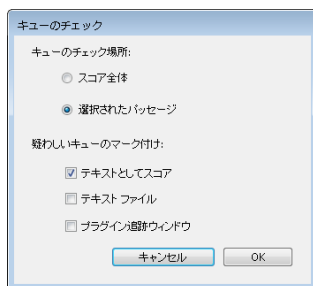 キューのチェック
キューのチェック場所:
スコア全体
選択されたパッセージ
疑わしいキューのマーク付け:
テキストとしてスコア
テキスト ファイル
プラグイン追跡ウィンドウ
キャンセル OK